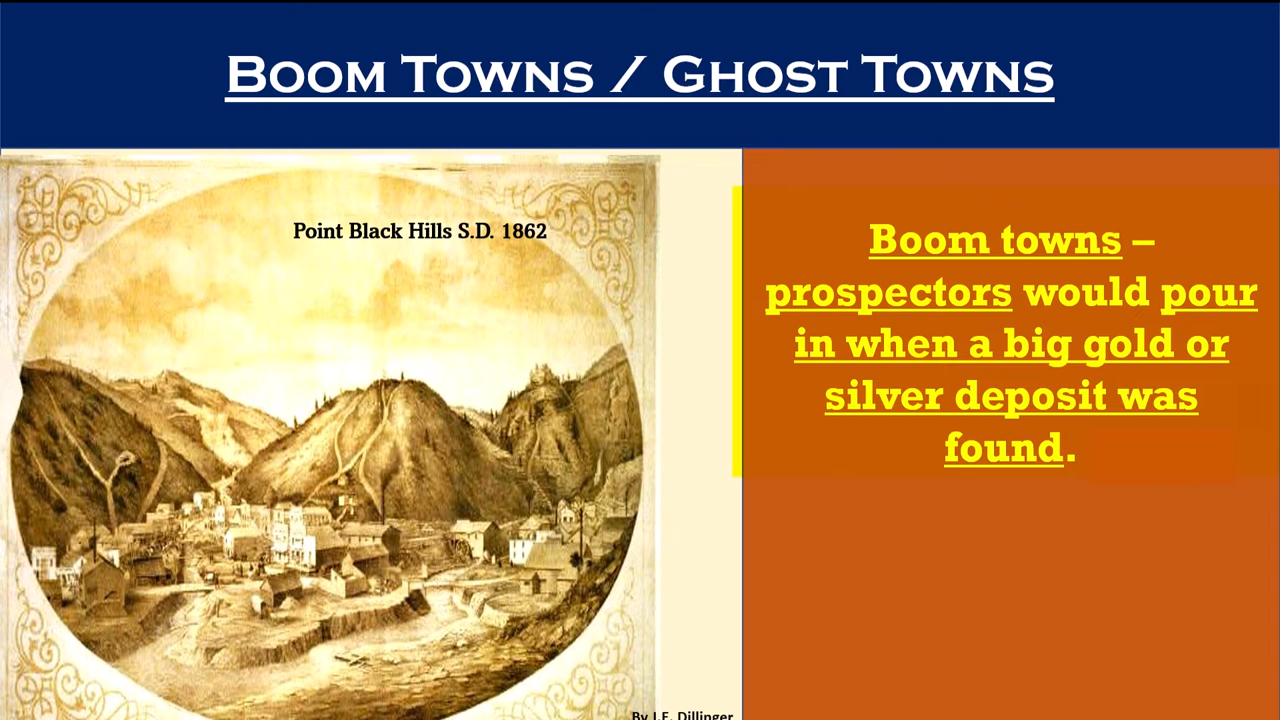 Boom Towns / Ghost Towns
Point Black Hills S.D. 1862
Boom towns –
prospectors would pour
in when a big gold or
silver deposit was
found.
By J.E. Dillinger